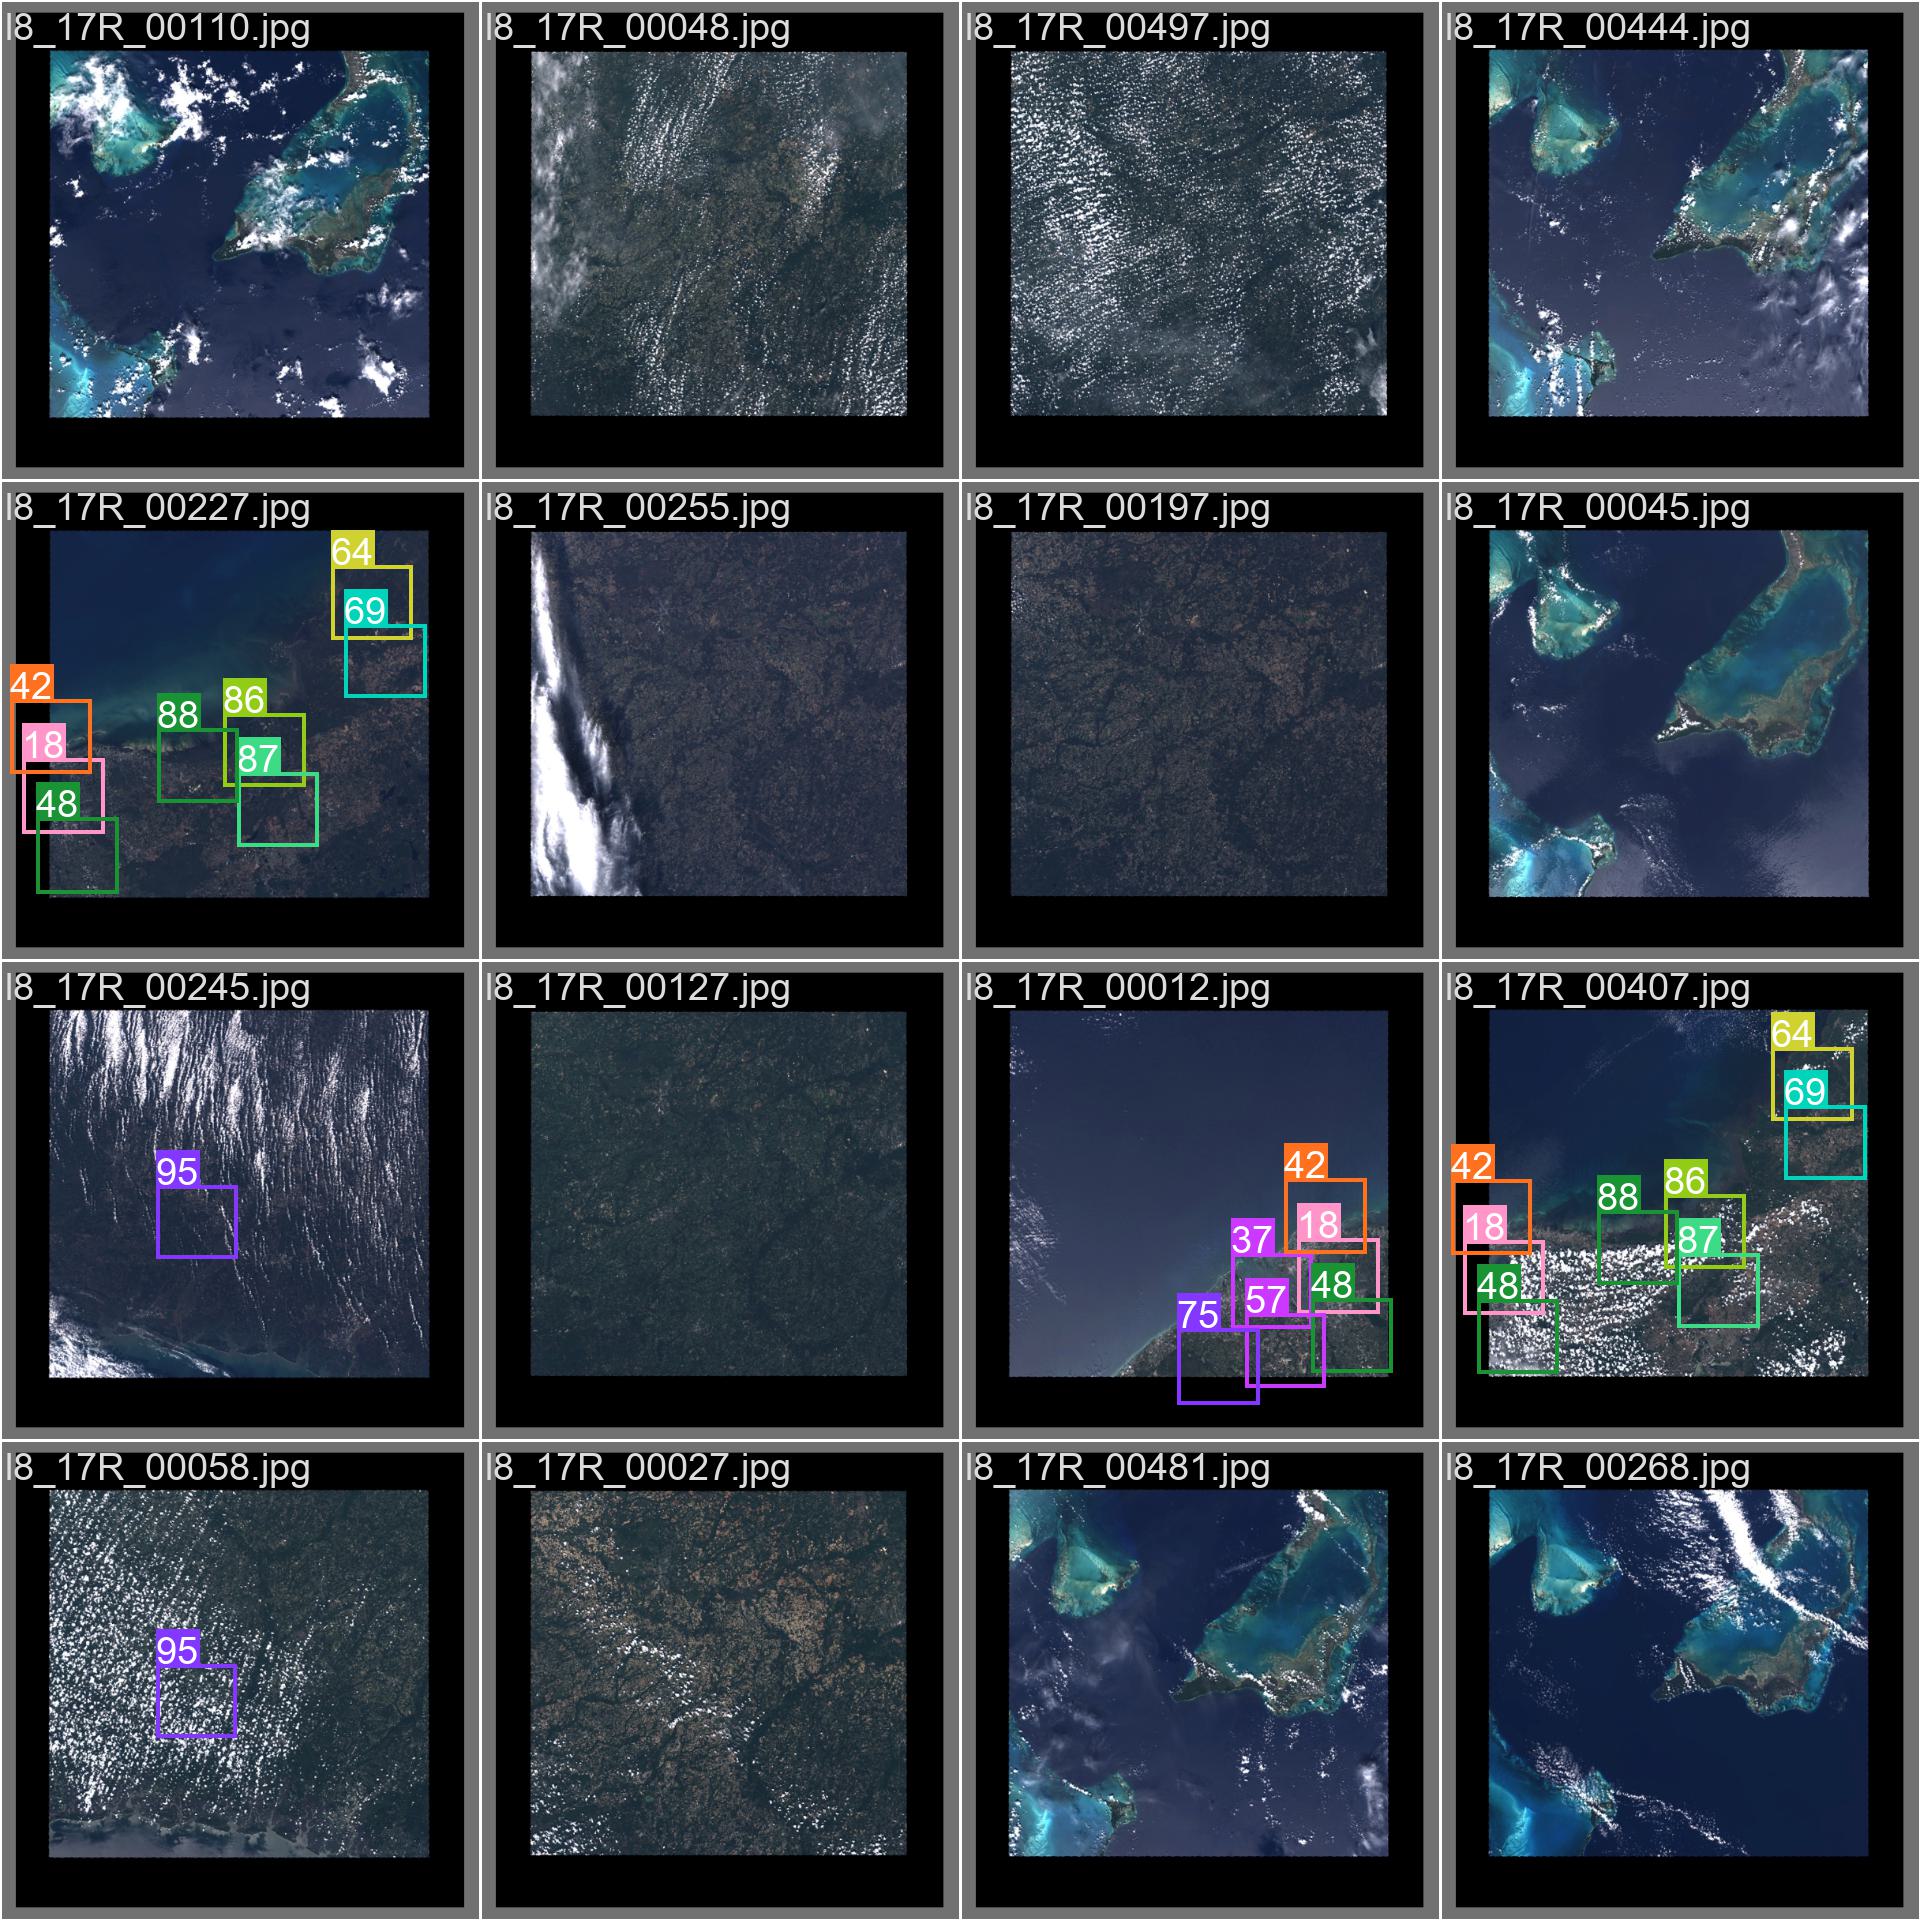 l8_17R_00110.jpg
l8_17R_00048.jpg
l8_17R_00497.jpg
l8_17R_00444.jpg
l8_17R_00227.jpg
64
69
42
86
88
18
87
48
l8_17R_00255.jpg
l8_17R_00197.jpg
l8_17R_00045.jpg
l8_17R_00245.jpg
95
l8_17R_00127.jpg
l8_17R_00012.jpg
42
18
37
48
57
75
l8_17R_00407.jpg
64
69
42
86
88
18
87
48
l8_17R_00058.jpg
95
l8_17R_00027.jpg
l8_17R_00481.jpg
l8_17R_00268.jpg